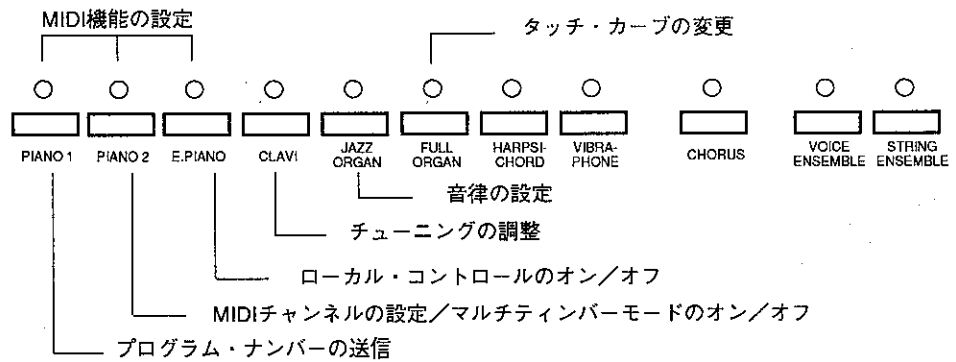 MIDI機能の設定
タッチ・カーブの変更
PIANO 1
PIANO 2
E.PIANO
CLAVI
JAZZ
ORGAN
FULL
ORGAN
HARPSI-
CHORD
VIBRA-
PHONE
CHORUS
VOICE
ENSEMBLE
STRING
ENSEMBLE
音律の設定
チューニングの調整
ローカル・コントロールのオン／オフ
MIDIチャンネルの設定／マルチティンバーモードのオン／オフ
プログラム・ナンバーの送信